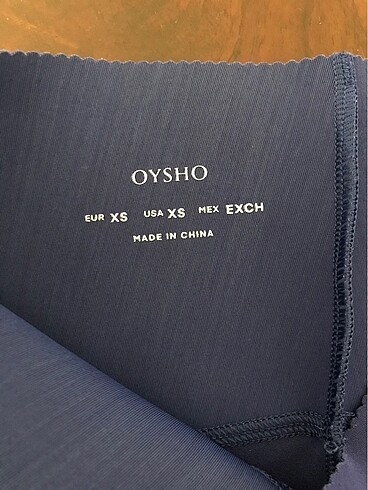 OYSHO
EUR XS USA XS MEX EXCH
MADE IN CHINA